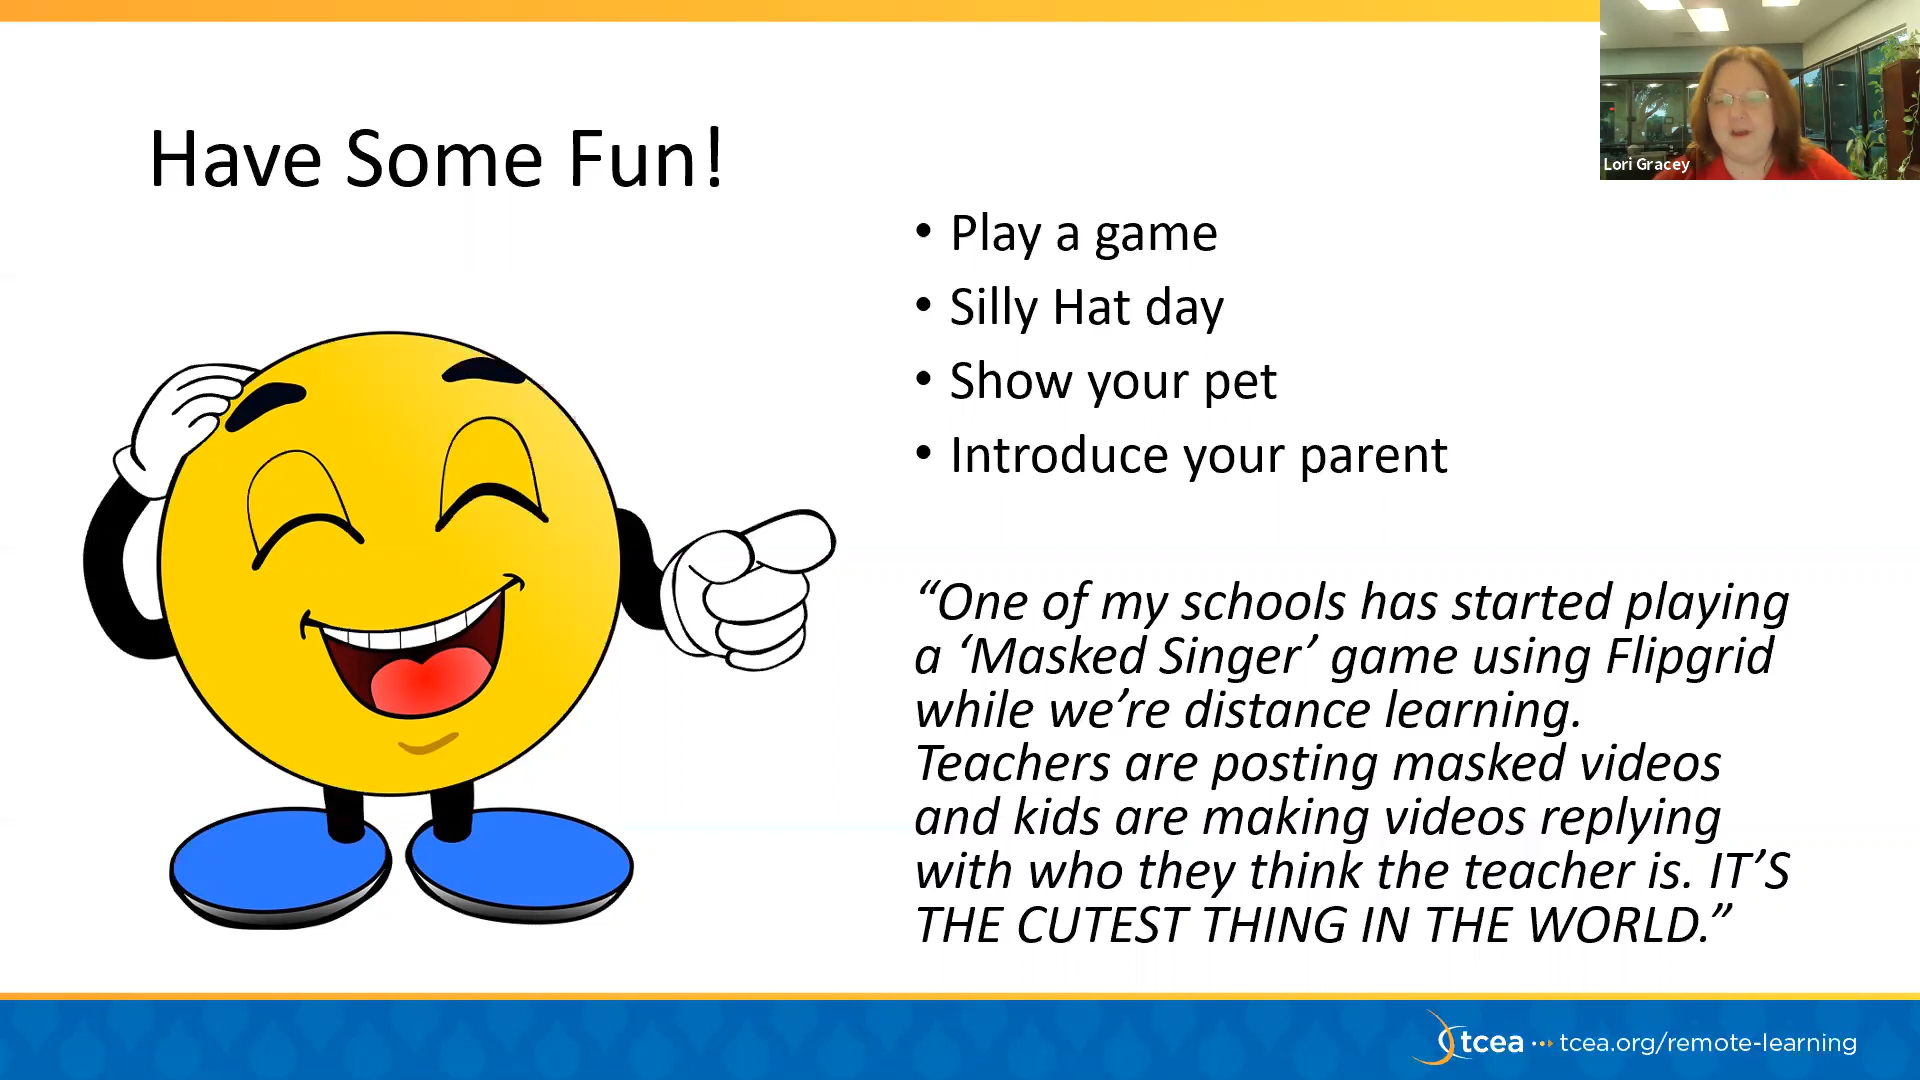 Have Some Fun!
Lori Gracey
• Play a game
• Silly Hat day
• Show your pet
• Introduce your parent
“One of my schools has started playing
a ‘Masked Singer’ game using Flipgrid
while we’re distance learning.
Teachers are posting masked videos
and kids are making videos replying
with who they think the teacher is. IT’S
THE CUTEST THING IN THE WORLD.”
tcea ··· tcea.org/remote-learning